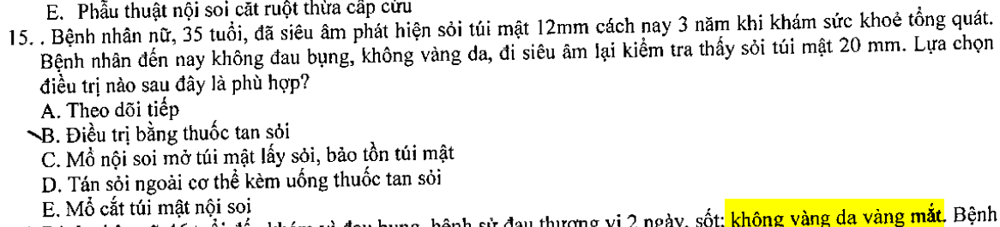 E. Phẫu thuật nội soi cắt ruột thừa cấp cứu
15. . Bệnh nhân nữ, 35 tuổi, đã siêu âm phát hiện sỏi túi mật 12mm cách nay 3 năm khi khám sức khoẻ tổng quát.
Bệnh nhân đến nay không đau bụng, không vàng da, đi siêu âm lại kiểm tra thấy sỏi túi mật 20 mm. Lựa chọn
điều trị nào sau đây là phù hợp?
A. Theo dõi tiếp
B. Điều trị bằng thuốc tan sỏi
C. Mổ nội soi mở túi mật lấy sỏi, bảo tồn túi mật
D. Tán sỏi ngoài cơ thể kèm uống thuốc tan sỏi
E. Mổ cắt túi mật nội soi
đau thượng vị 2 ngày, sốt; không vàng da vàng mắt. Bệnh